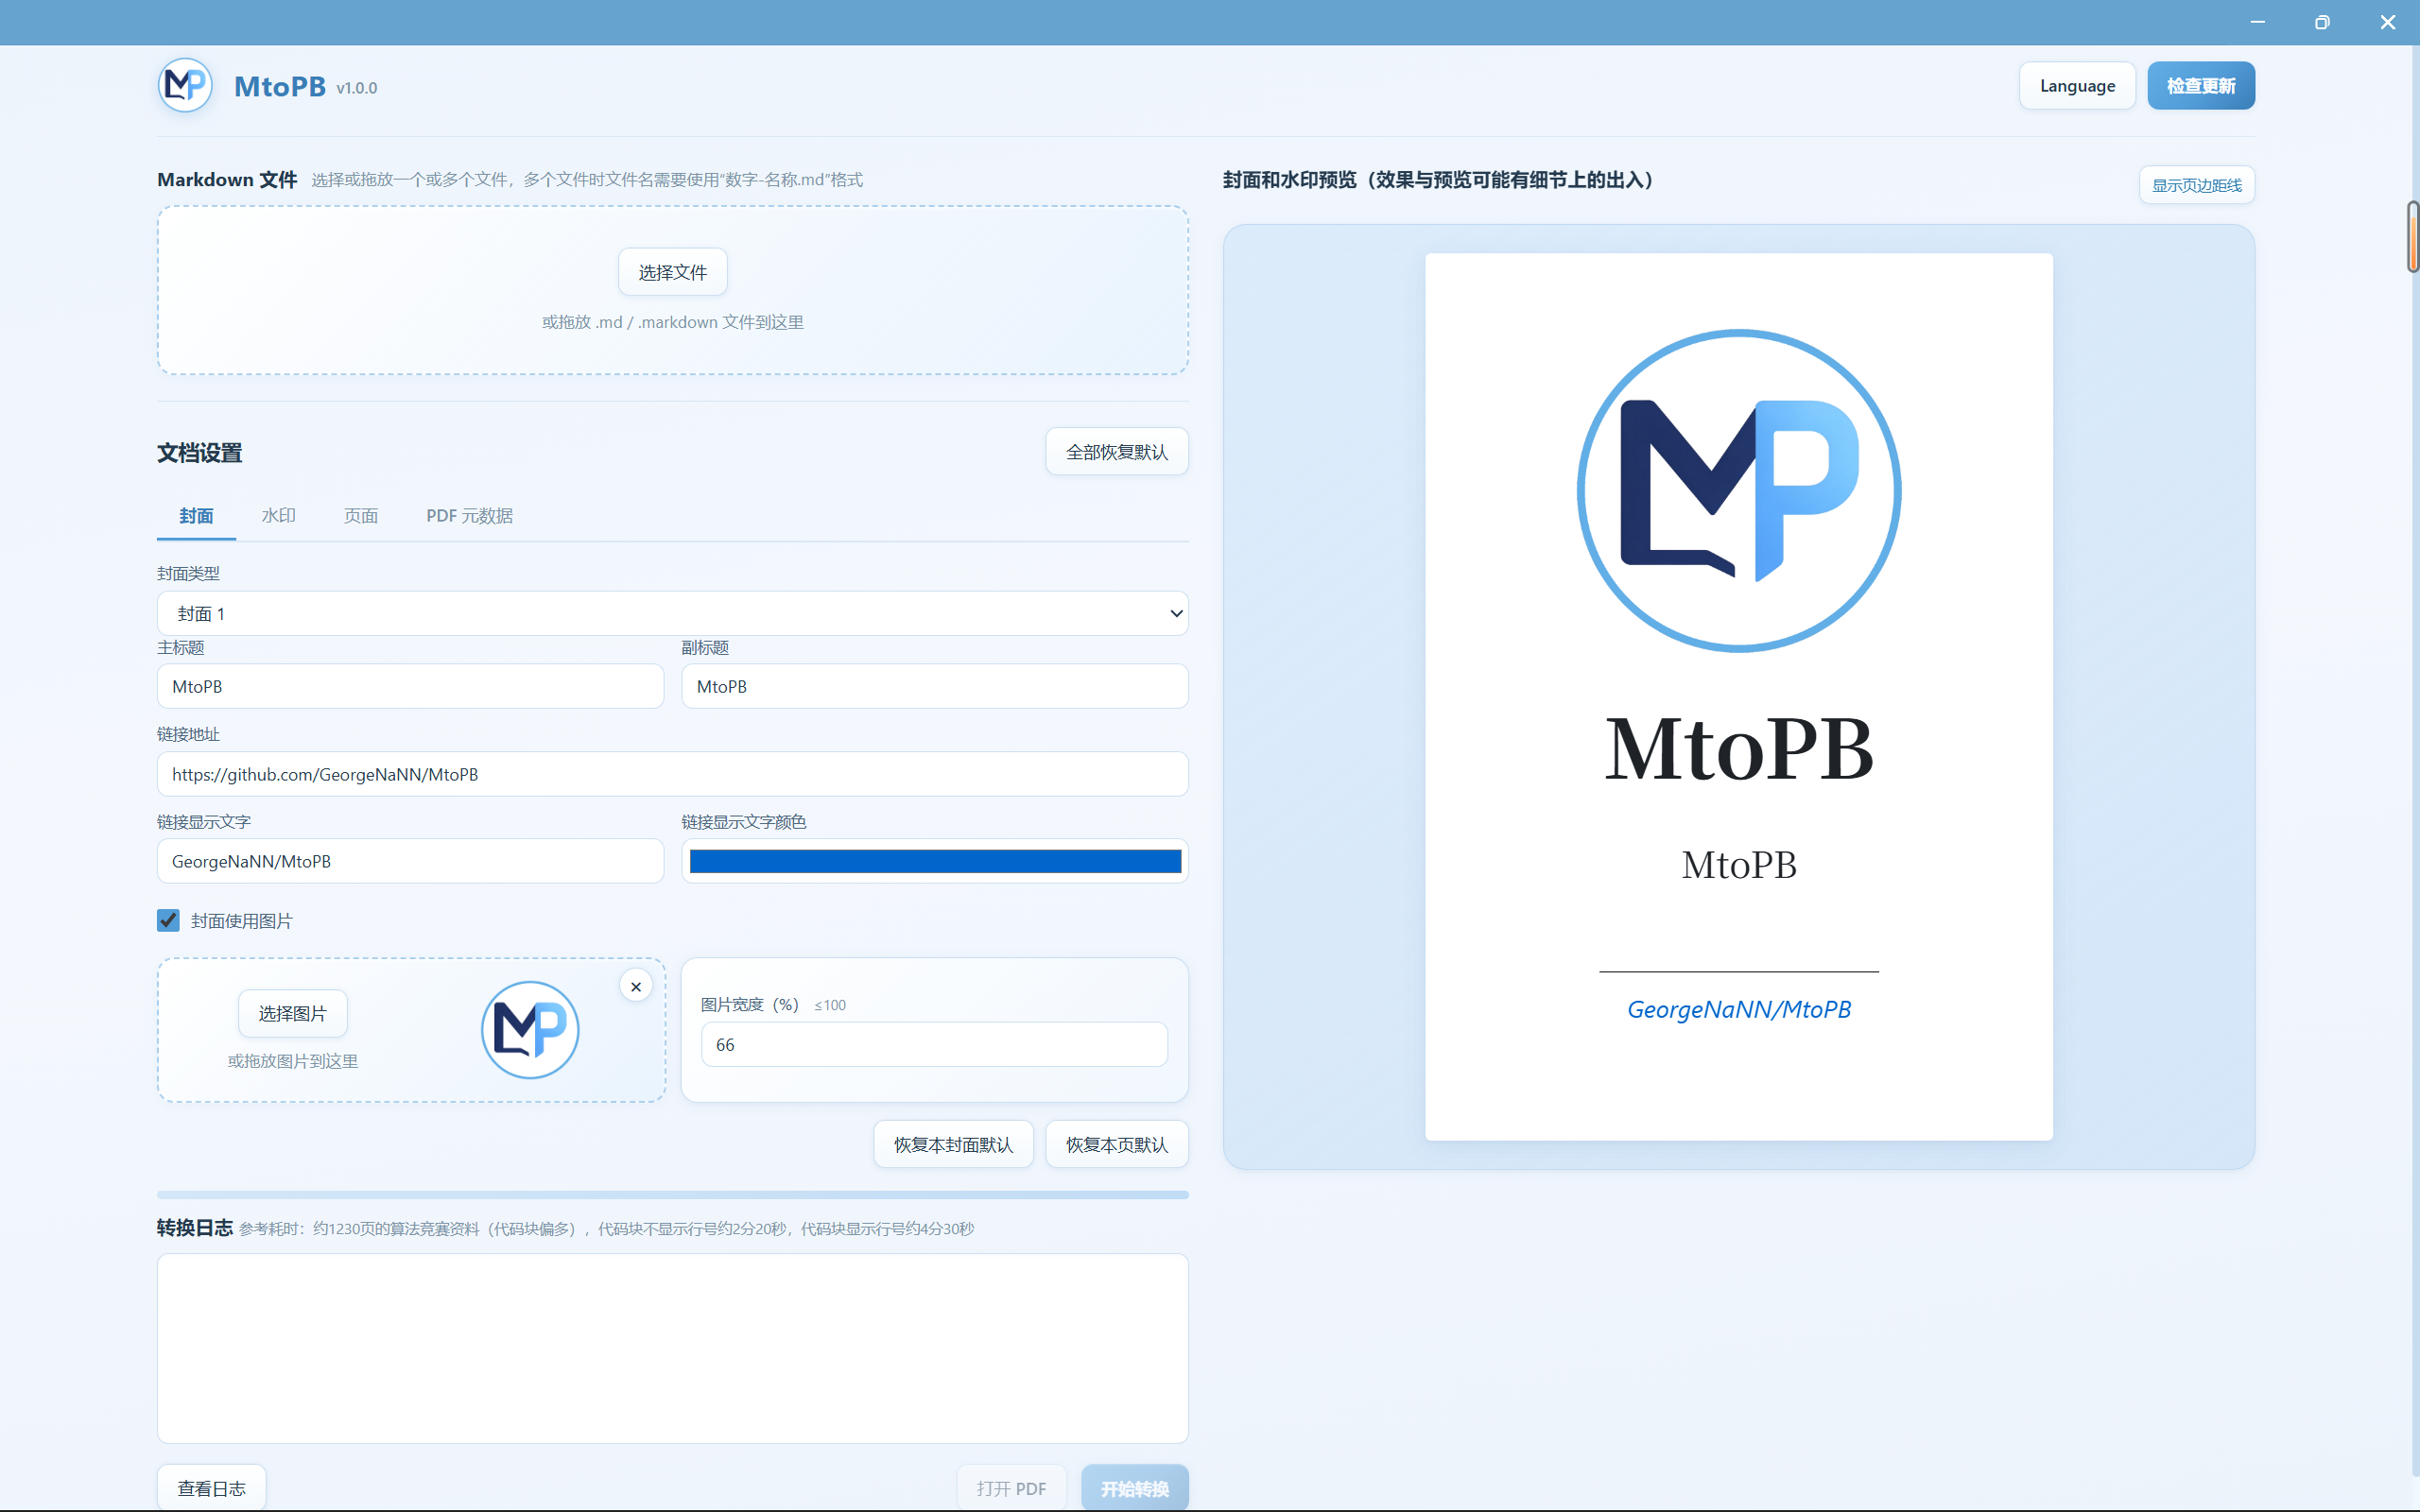 MP MtoPB v1.0.0 Language 检查更新
Markdown 文件 选择或拖放一个或多个文件，多个文件时文件名需要使用“数字-名称.md”格式
选择文件
或拖放 .md / .markdown 文件到这里
文档设置 全部恢复默认
封面 水印 页面 PDF 元数据
封面类型
封面 1
主标题 副标题
MtoPB MtoPB
链接地址
https://github.com/GeorgeNaNN/MtoPB
链接显示文字 链接显示文字颜色
GeorgeNaNN/MtoPB
封面使用图片
选择图片
或拖放图片到这里
MP
图片宽度（%） ≤100
66
恢复本封面默认 恢复本页默认
转换日志 参考耗时：约1230页的算法竞赛资料（代码块偏多），代码块不显示行号约2分20秒，代码块显示行号约4分30秒
查看日志 打开 PDF 开始转换
封面和水印预览（效果与预览可能有细节上的出入） 显示页边距线
MP
MtoPB
MtoPB
GeorgeNaNN/MtoPB